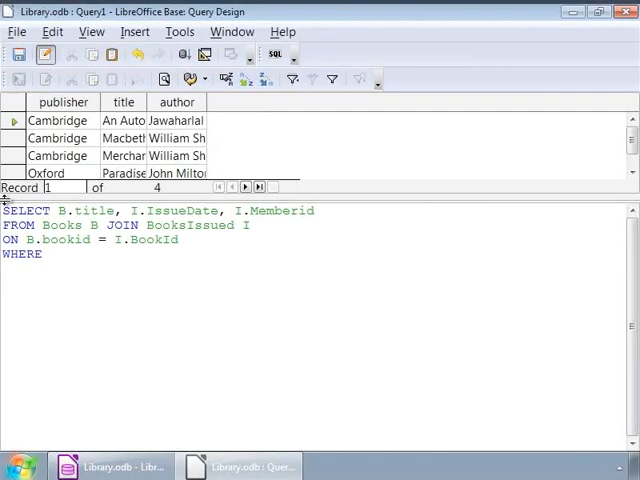 Library.odb : Query1 - LibreOffice Base: Query Design
File Edit View Insert Tools Window Help
SQL
publisher title author
Cambridge An Auto Jawaharlal
Cambridge Macbeth William Sh
Cambridge Merchar William Sh
Oxford Paradise John Milton
Record 1 of 4
SELECT B.title, I.IssueDate, I.Memberid
FROM Books B JOIN BooksIssued I
ON B.bookid = I.BookId
WHERE
Library.odb - Libr... Library.odb : Quer...